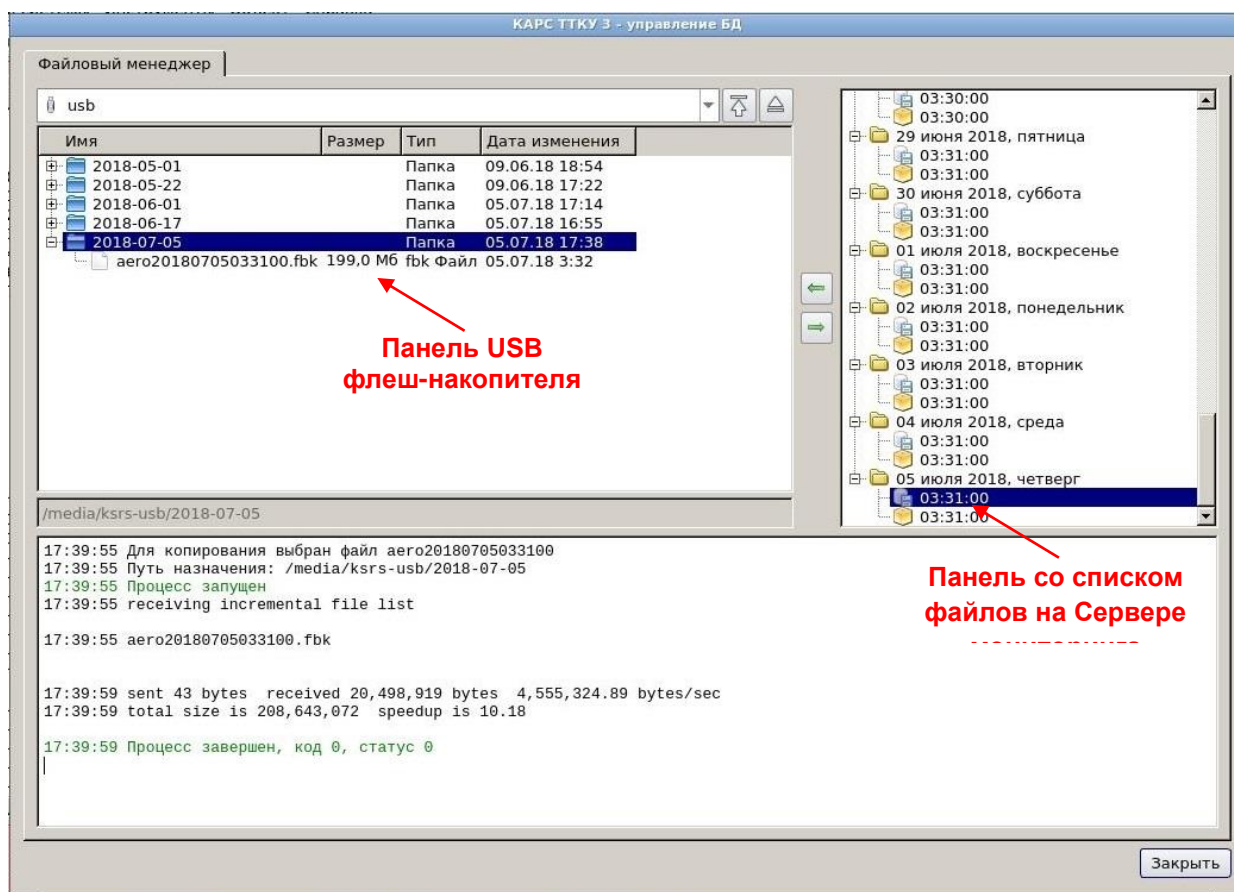 КАРС ТТКУ 3 - управление БД
Файловый менеджер
usb
Имя Размер Тип Дата изменения
2018-05-01 Папка 09.06.18 18:54
2018-05-22 Папка 09.06.18 17:22
2018-06-01 Папка 05.07.18 17:14
2018-06-17 Папка 05.07.18 16:55
2018-07-05 Папка 05.07.18 17:38
aero20180705033100.fbk 199,0 Мб fbk Файл 05.07.18 3:32
Панель USB
флеш-накопителя
/media/ksrs-usb/2018-07-05
03:30:00
03:30:00
29 июня 2018, пятница
03:31:00
03:31:00
30 июня 2018, суббота
03:31:00
03:31:00
01 июля 2018, воскресенье
03:31:00
03:31:00
02 июля 2018, понедельник
03:31:00
03:31:00
03 июля 2018, вторник
03:31:00
03:31:00
04 июля 2018, среда
03:31:00
03:31:00
05 июля 2018, четверг
03:31:00
03:31:00
Панель со списком
файлов на Сервере
17:39:55 Для копирования выбран файл aero20180705033100
17:39:55 Путь назначения: /media/ksrs-usb/2018-07-05
17:39:55 Процесс запущен
17:39:55 receiving incremental file list
17:39:55 aero20180705033100.fbk
17:39:59 sent 43 bytes received 20,498,919 bytes 4,555,324.89 bytes/sec
17:39:59 total size is 208,643,072 speedup is 10.18
17:39:59 Процесс завершен, код 0, статус 0
Закрыть